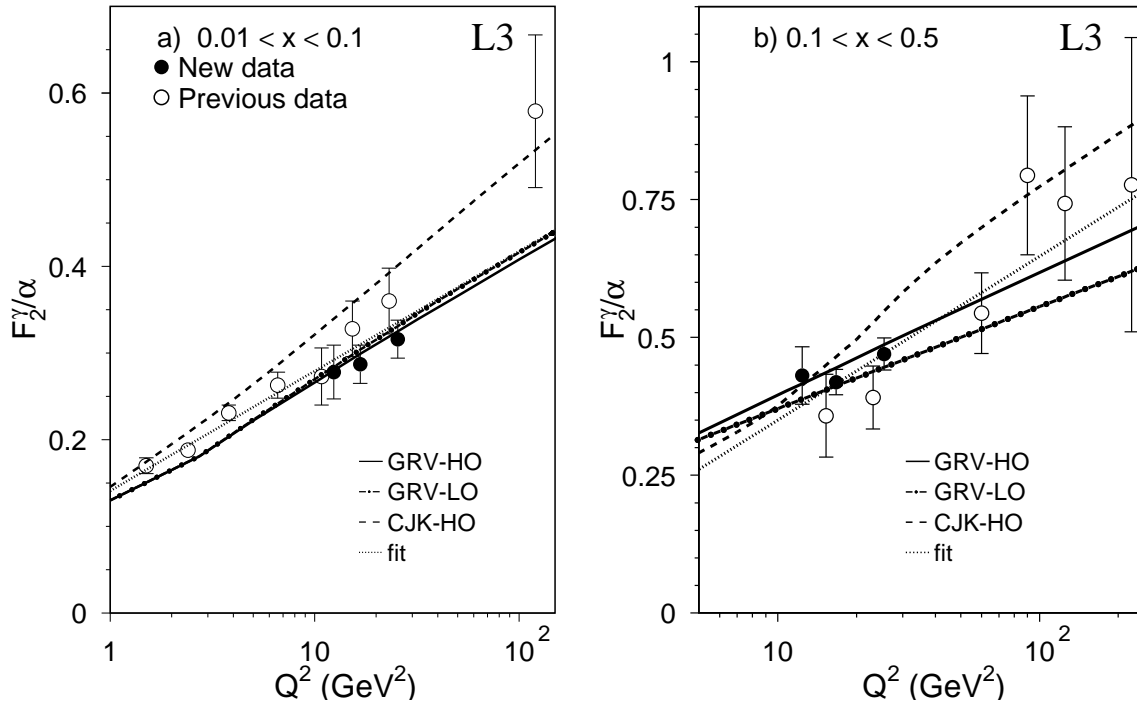 a) 0.01 < x < 0.1
L3
New data
Previous data
F₂^γ/α
0.6
0.4
0.2
0
GRV-HO
GRV-LO
CJK-HO
fit
1
10
10²
Q² (GeV²)
b) 0.1 < x < 0.5
L3
F₂^γ/α
1
0.75
0.5
0.25
0
GRV-HO
GRV-LO
CJK-HO
fit
10
10²
Q² (GeV²)